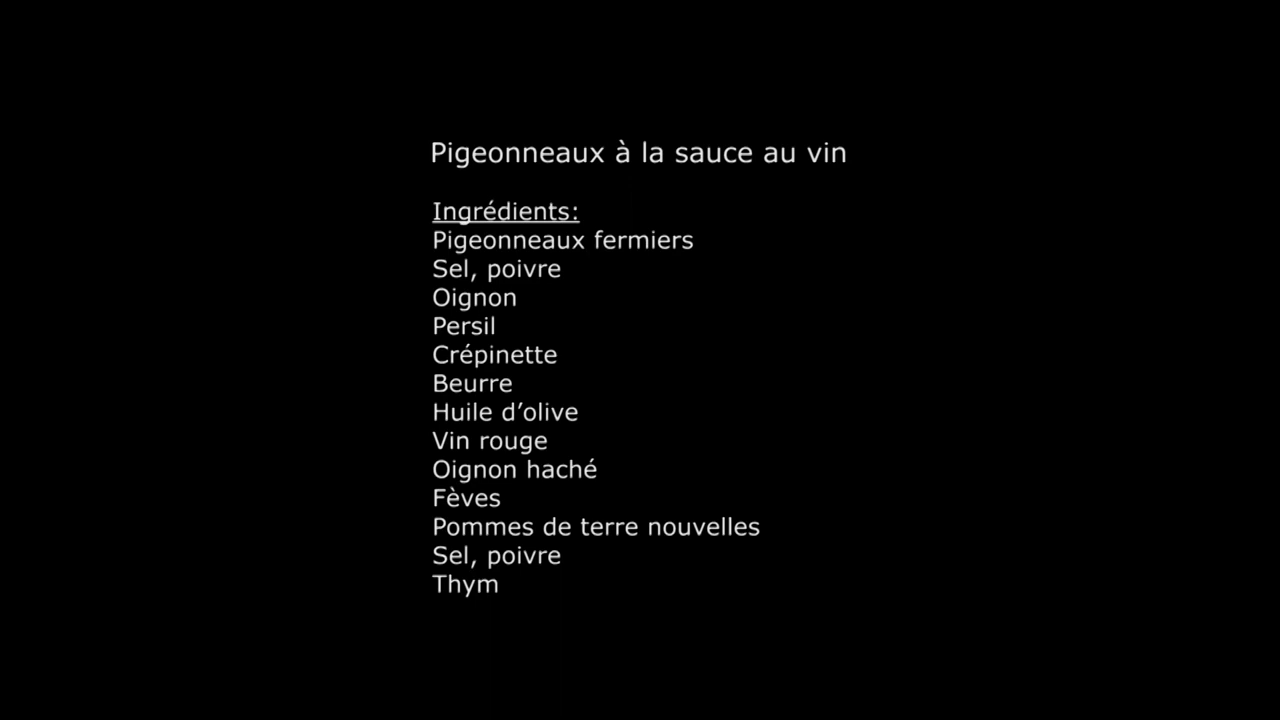 Pigeonneaux à la sauce au vin
Ingrédients:
Pigeonneaux fermiers
Sel, poivre
Oignon
Persil
Crépinette
Beurre
Huile d’olive
Vin rouge
Oignon haché
Fèves
Pommes de terre nouvelles
Sel, poivre
Thym